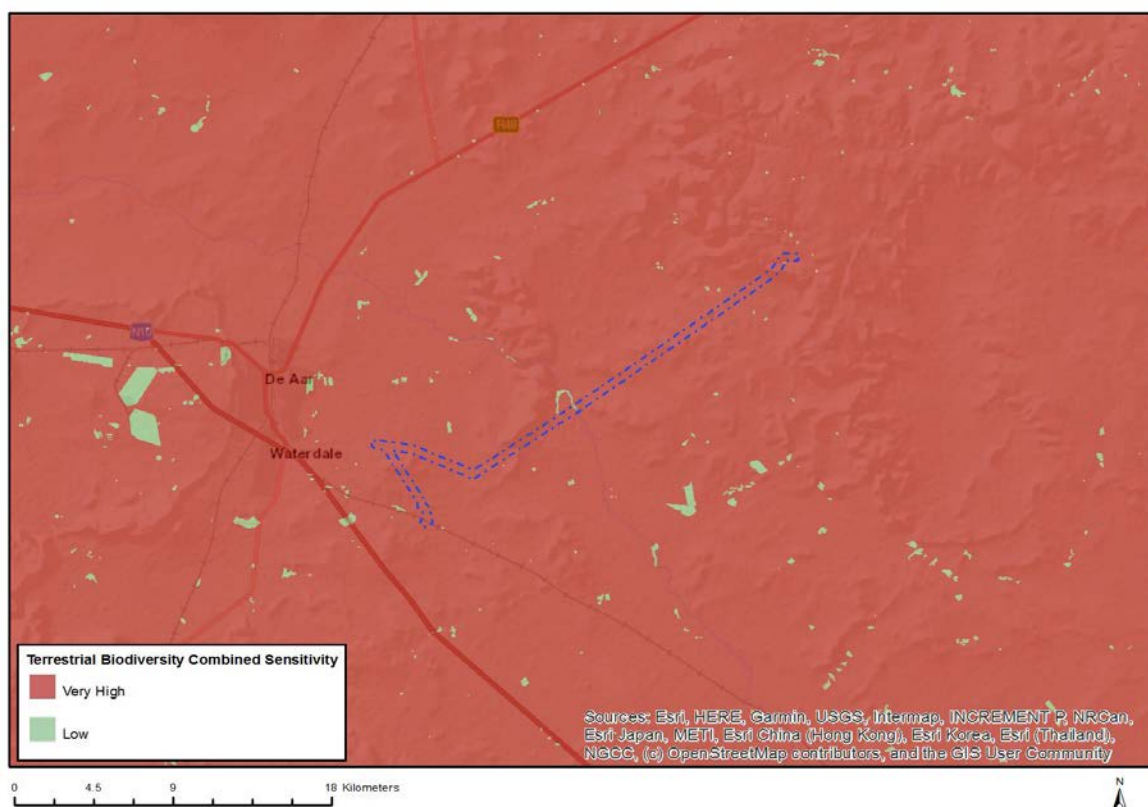 R48
N10
De Aar
Waterdale
Terrestrial Biodiversity Combined Sensitivity
Very High
Low
Sources: Esri, HERE, Garmin, USGS, Intermap, INCREMENT P, NRCan,
Esri Japan, METI, Esri China (Hong Kong), Esri Korea, Esri (Thailand),
NGCC, (c) OpenStreetMap contributors, and the GIS User Community
0 4.5 9 18 Kilometers
N